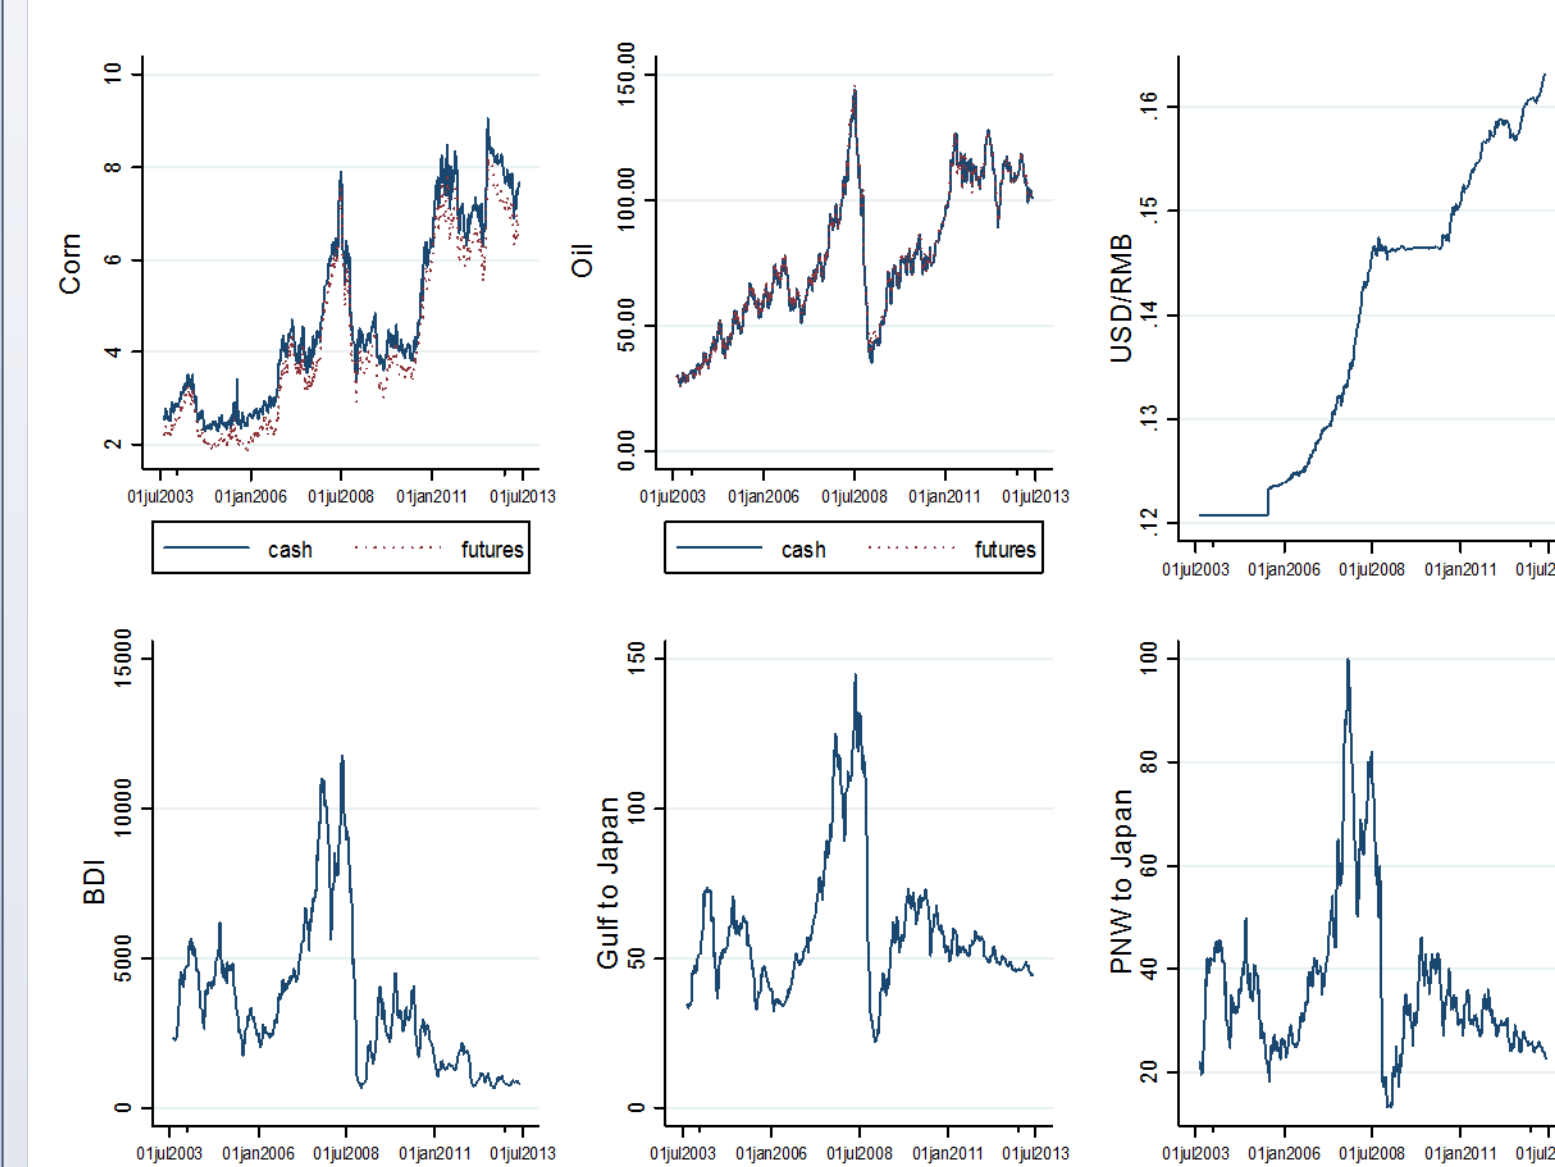 Corn
10
8
6
4
2
01jul2003 01jan2006 01jul2008 01jan2011 01jul2013
cash futures
Oil
150.00
100.00
50.00
0.00
01jul2003 01jan2006 01jul2008 01jan2011 01jul2013
cash futures
USD/RMB
.16
.15
.14
.13
.12
01jul2003 01jan2006 01jul2008 01jan2011 01jul2
BDI
15000
10000
5000
0
01jul2003 01jan2006 01jul2008 01jan2011 01jul2013
Gulf to Japan
150
100
50
0
01jul2003 01jan2006 01jul2008 01jan2011 01jul2013
PNW to Japan
100
80
60
40
20
01jul2003 01jan2006 01jul2008 01jan2011 01jul2